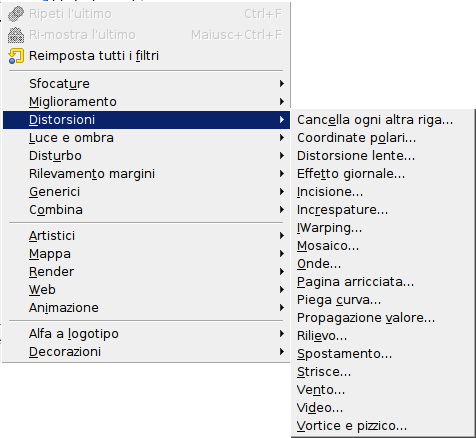 Ripeti l'ultimo Ctrl+F
Ri-mostra l'ultimo Maiusc+Ctrl+F
Reimposta tutti i filtri
Sfocature
Miglioramento
Distorsioni
Luce e ombra
Disturbo
Rilevamento margini
Generici
Combina
Artistici
Mappa
Render
Web
Animazione
Alfa a logotipo
Decorazioni
Cancella ogni altra riga...
Coordinate polari...
Distorsione lente...
Effetto giornale...
Incisione...
Increspature...
IWarping...
Mosaico...
Onde...
Pagina arricciata...
Piega curva...
Propagazione valore...
Rilievo...
Spostamento...
Strisce...
Vento...
Video...
Vortice e pizzico...